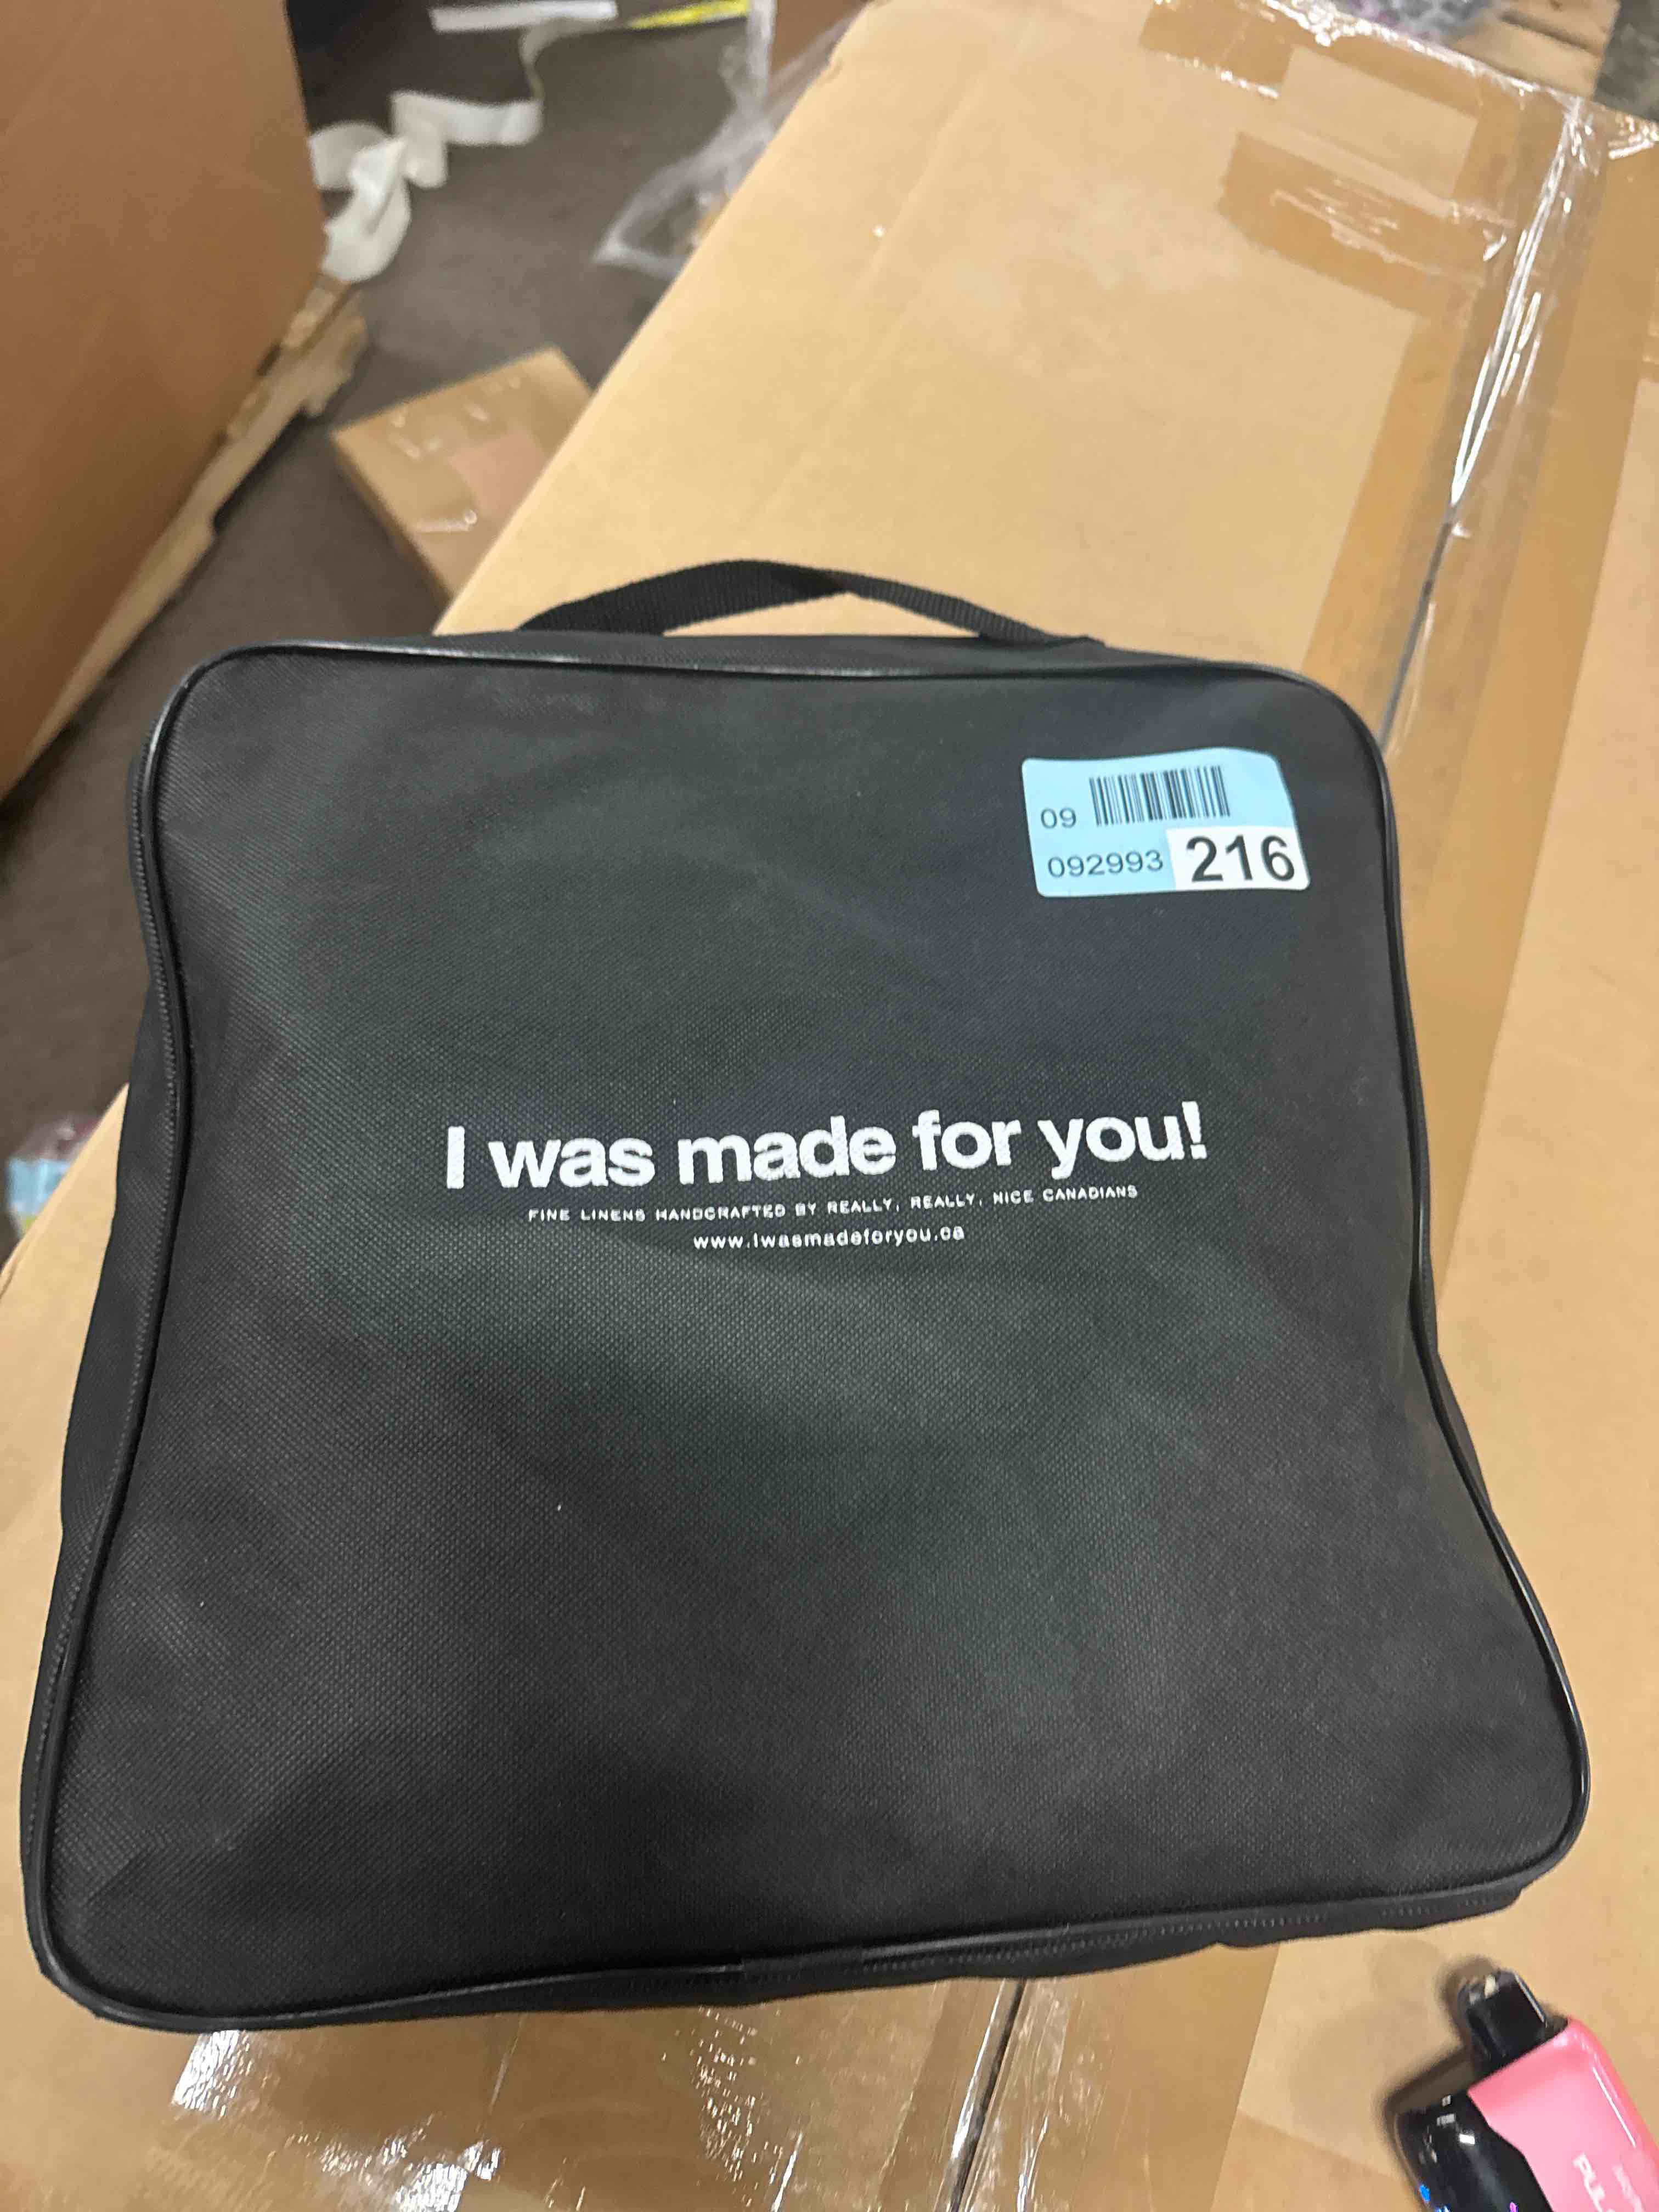 09
092993 216
I was made for you!
FINE LINENS HANDCRAFTED BY REALLY, REALLY, NICE CANADIANS
www.iwasmadeforyou.ca